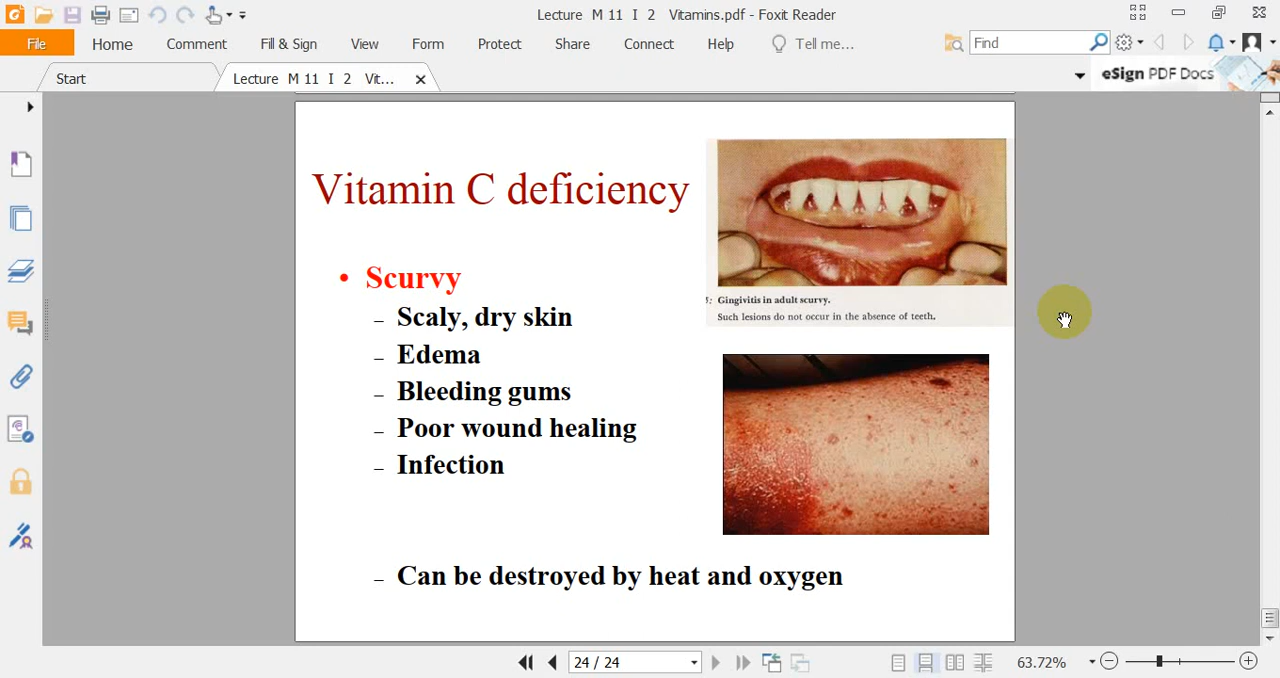 Lecture M 11 I 2 Vitamins.pdf - Foxit Reader
File Home Comment Fill & Sign View Form Protect Share Connect Help Tell me... Find
Start Lecture M 11 I 2 Vit... eSign PDF Docs
Vitamin C deficiency
• Scurvy
– Scaly, dry skin
– Edema
– Bleeding gums
– Poor wound healing
– Infection
– Can be destroyed by heat and oxygen
Gingivitis in adult scurvy.
Such lesions do not occur in the absence of teeth.
24 / 24 63.72%